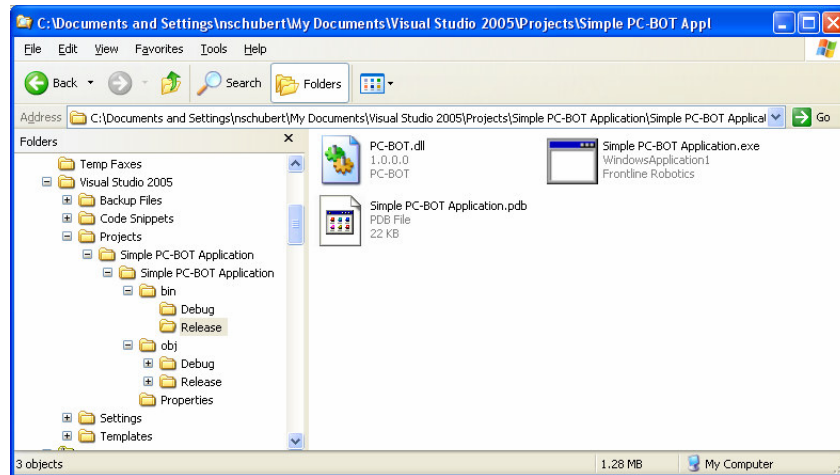 C:\Documents and Settings\nschubert\My Documents\Visual Studio 2005\Projects\Simple PC-BOT Appl
File Edit View Favorites Tools Help
Back Search Folders
Address C:\Documents and Settings\nschubert\My Documents\Visual Studio 2005\Projects\Simple PC-BOT Application\Simple PC-BOT Applicat Go
Folders
Temp Faxes
Visual Studio 2005
Backup Files
Code Snippets
Projects
Simple PC-BOT Application
Simple PC-BOT Application
bin
Debug
Release
obj
Debug
Release
Properties
Settings
Templates
PC-BOT.dll
1.0.0.0
PC-BOT
Simple PC-BOT Application.exe
WindowsApplication1
Frontline Robotics
Simple PC-BOT Application.pdb
PDB File
22 KB
3 objects 1.28 MB My Computer